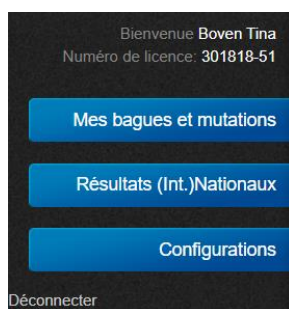 Bienvenue Boven Tina
Numéro de licence: 301818-51
Mes bagues et mutations
Résultats (Int.)Nationaux
Configurations
Déconnecter